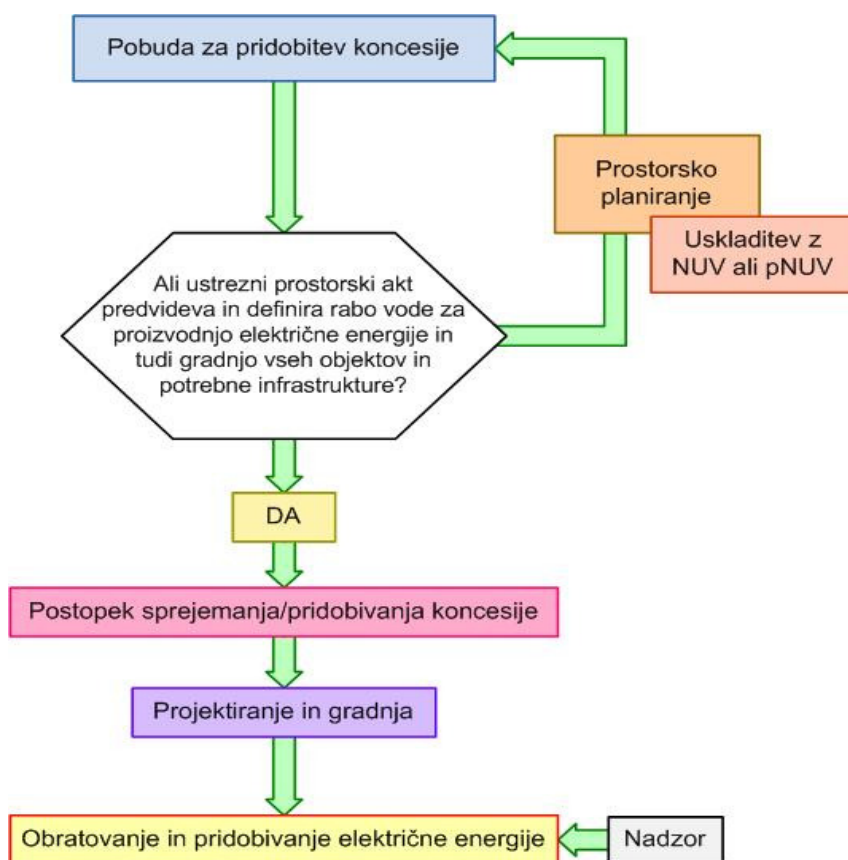 Pobuda za pridobitev koncesije
Prostorsko
planiranje
Uskladitev z
NUV ali pNUV
Ali ustrezni prostorski akt
predvideva in definira rabo vode za
proizvodnjo električne energije in
tudi gradnjo vseh objektov in
potrebne infrastrukture?
DA
Postopek sprejemanja/pridobivanja koncesije
Projektiranje in gradnja
Obratovanje in pridobivanje električne energije
Nadzor